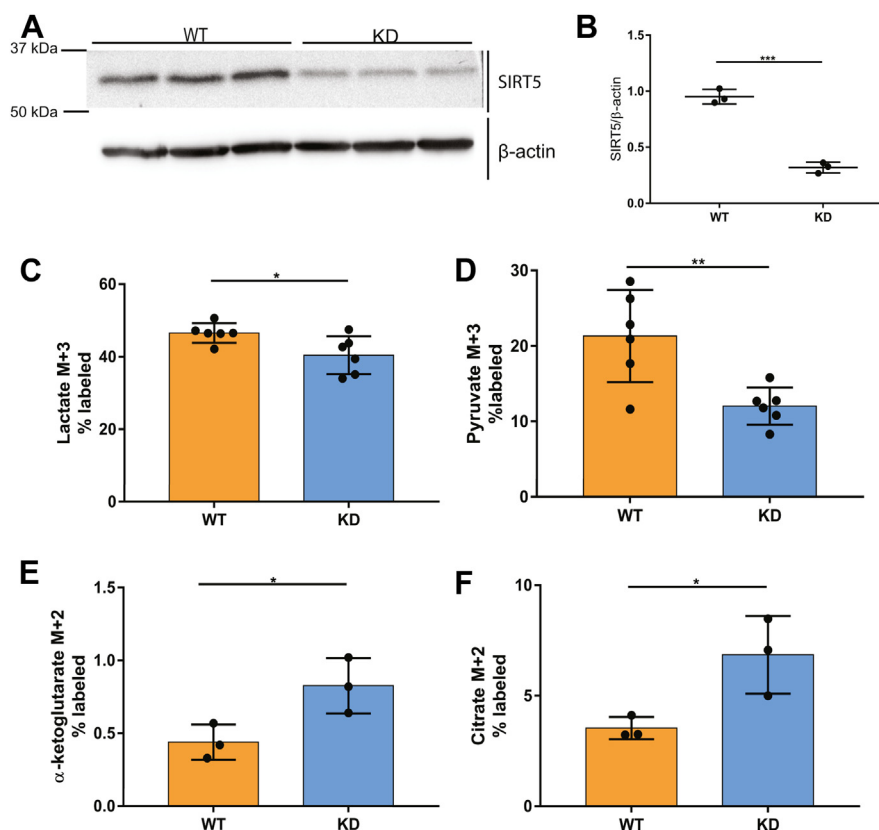 A
WT
KD
37 kDa
SIRT5
50 kDa
β-actin
B
***
SIRT5/β-actin
1.0
0.5
0.0
WT
KD
C
*
Lactate M+3
% labeled
60
40
20
0
WT
KD
D
**
Pyruvate M+3
%labeled
30
20
10
0
WT
KD
E
*
α-ketoglutarate M+2
% labeled
1.5
1.0
0.5
0.0
WT
KD
F
*
Citrate M+2
% labeled
10
5
0
WT
KD